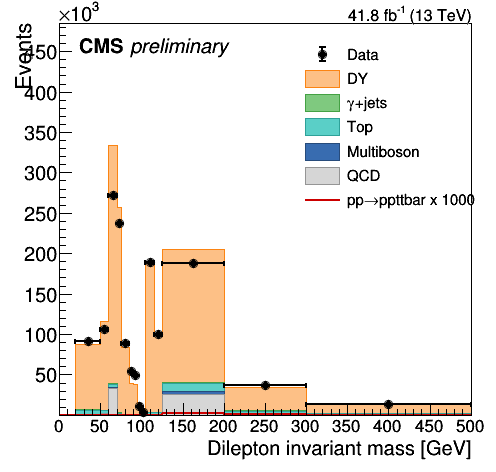 ×10³
41.8 fb⁻¹ (13 TeV)
CMS preliminary
Events
Data
DY
γ+jets
Top
Multiboson
QCD
pp→ppttbar x 1000
450
400
350
300
250
200
150
100
50
0 50 100 150 200 250 300 350 400 450 500
Dilepton invariant mass [GeV]